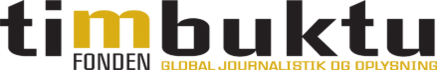 timbuktu
FONDEN GLOBAL JOURNALISTIK OG OPLYSNING